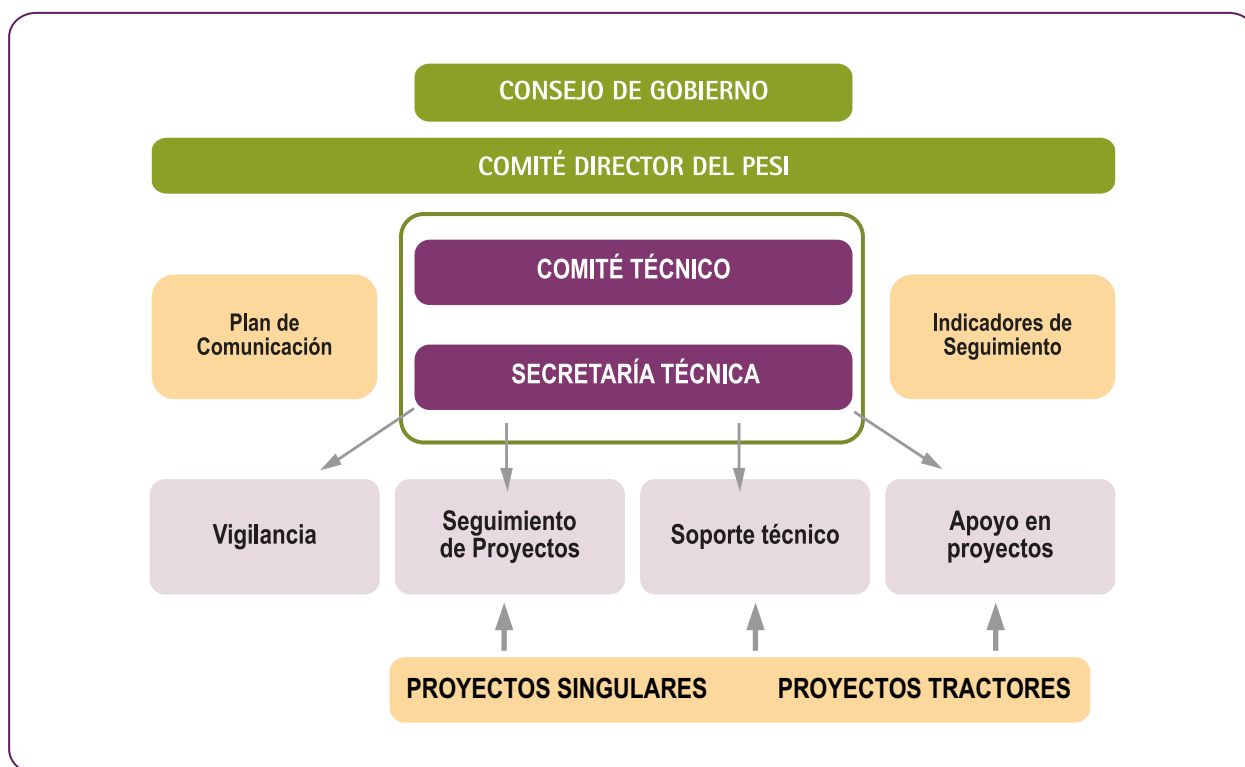 CONSEJO DE GOBIERNO
COMITÉ DIRECTOR DEL PESI
COMITÉ TÉCNICO
Plan de
Comunicación
Indicadores de
Seguimiento
SECRETARÍA TÉCNICA
Vigilancia
Seguimiento
de Proyectos
Soporte técnico
Apoyo en
proyectos
PROYECTOS SINGULARES
PROYECTOS TRACTORES